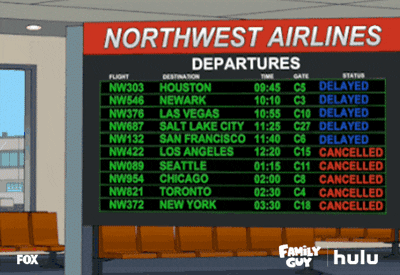 NORTHWEST AIRLINES
DEPARTURES
FLIGHT DESTINATION TIME GATE STATUS
NW303 HOUSTON 09:45 C5 DELAYED
NW546 NEWARK 10:10 C3 DELAYED
NW376 LAS VEGAS 10:55 C10 DELAYED
NW687 SALT LAKE CITY 11:25 C27 DELAYED
NW132 SAN FRANCISCO 11:40 C6 DELAYED
NW422 LOS ANGELES 12:20 C15 CANCELLED
NW089 SEATTLE 01:15 C11 CANCELLED
NW954 CHICAGO 02:00 C8 CANCELLED
NW821 TORONTO 02:30 C4 CANCELLED
NW372 NEW YORK 03:30 C18 CANCELLED
FOX FAMILY GUY hulu